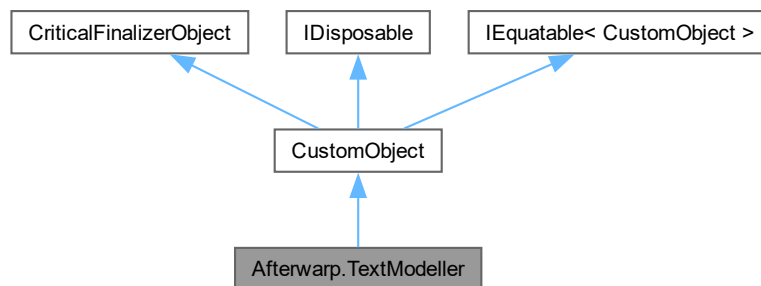 CriticalFinalizerObject
IDisposable
IEquatable< CustomObject >
CustomObject
Afterwarp.TextModeller